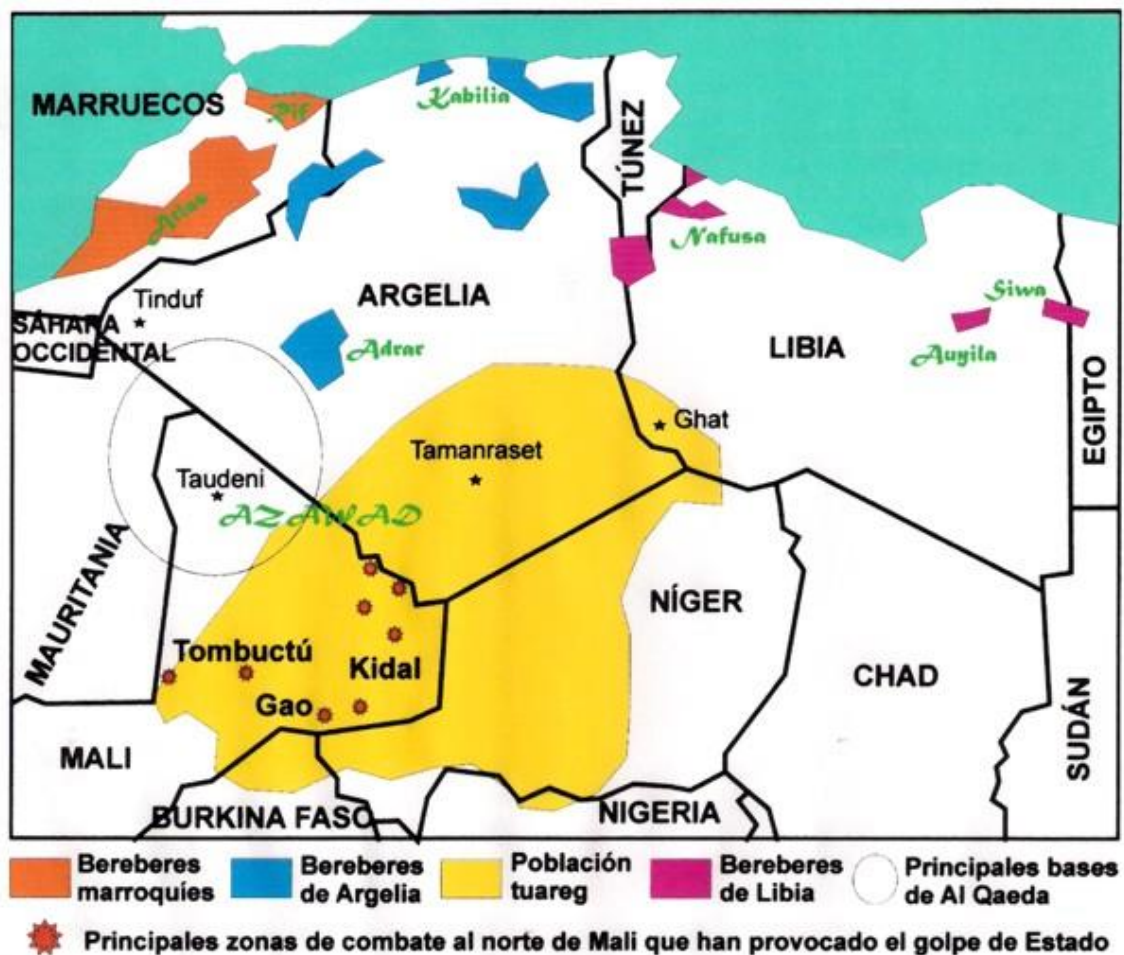 MARRUECOS
Pif
Kabilia
TÚNEZ
Atlas
Nafusa
Tinduf
ARGELIA
Siwa
SÁHARA
OCCIDENTAL
Adrar
LIBIA
Auyila
EGIPTO
Ghat
Tamanraset
Taudeni
AZAWAD
MAURITANIA
NÍGER
Tombuctú
Kidal
CHAD
Gao
SUDÁN
MALI
BURKINA FASO
NIGERIA
Bereberes
marroquíes
Bereberes
de Argelia
Población
tuareg
Bereberes
de Libia
Principales bases
de Al Qaeda
Principales zonas de combate al norte de Mali que han provocado el golpe de Estado